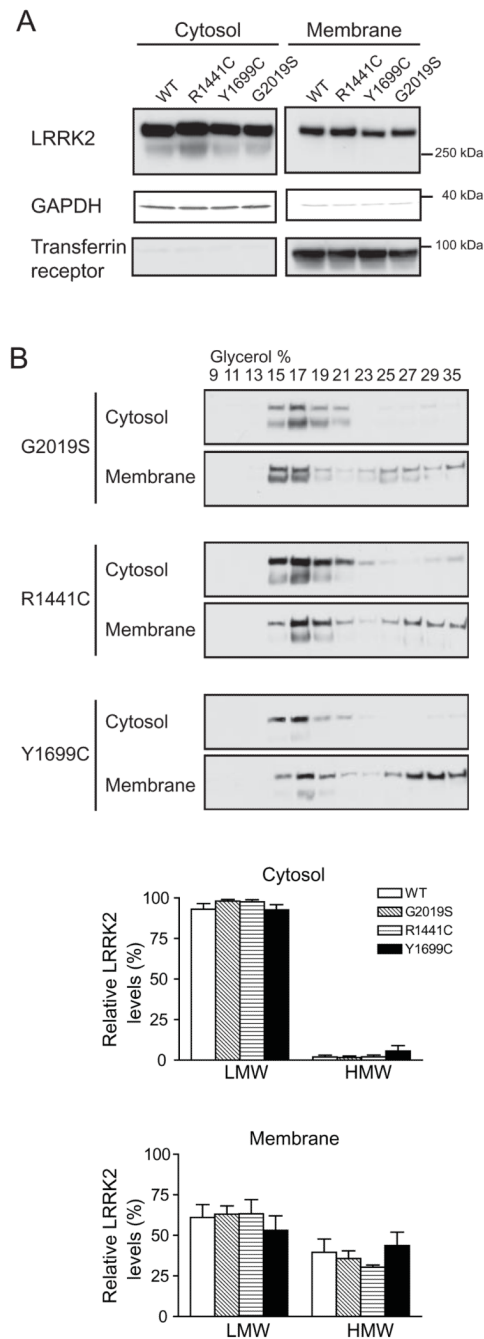 A
Cytosol Membrane
WT R1441C Y1699C G2019S WT R1441C Y1699C G2019S
LRRK2
250 kDa
40 kDa
GAPDH
100 kDa
Transferrin
receptor
B
Glycerol %
9 11 13 15 17 19 21 23 25 27 29 35
Cytosol
G2019S
Membrane
Cytosol
R1441C
Membrane
Cytosol
Y1699C
Membrane
Cytosol
Relative LRRK2
levels (%)
100
75
50
25
0
WT
G2019S
R1441C
Y1699C
LMW HMW
Membrane
Relative LRRK2
levels (%)
100
75
50
25
0
LMW HMW